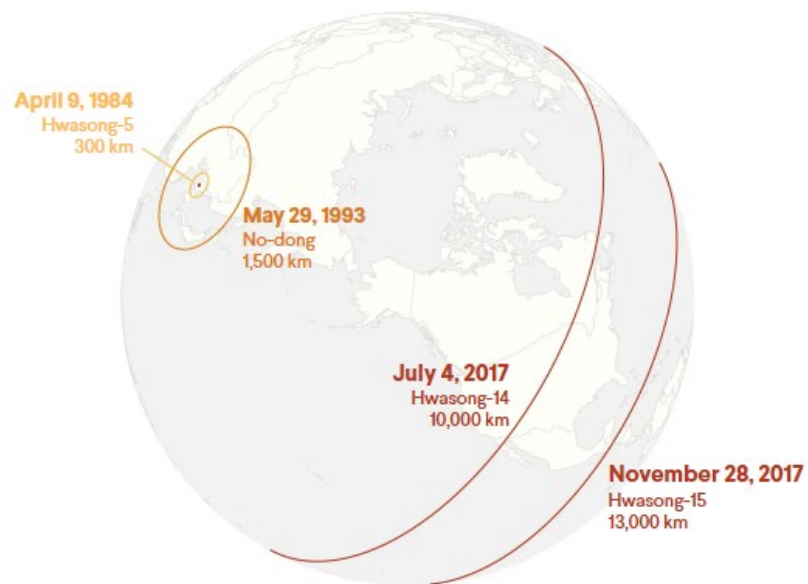 April 9, 1984
Hwasong-5
300 km
May 29, 1993
No-dong
1,500 km
July 4, 2017
Hwasong-14
10,000 km
November 28, 2017
Hwasong-15
13,000 km